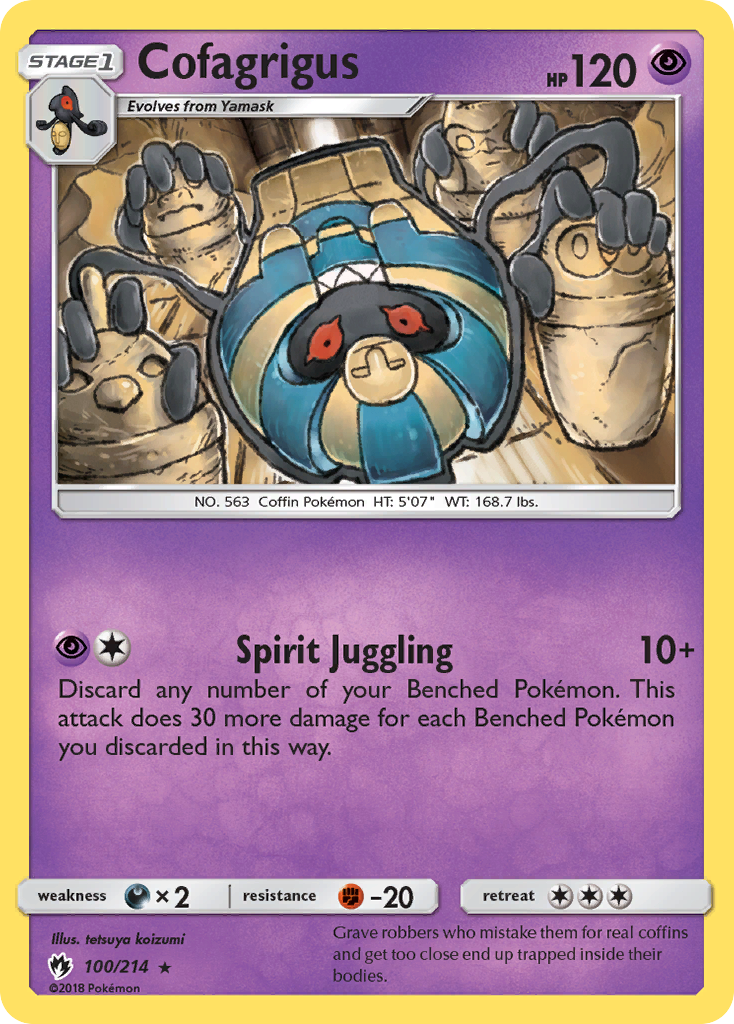 STAGE1
Cofagrigus
HP 120
Evolves from Yamask
NO. 563 Coffin Pokémon HT: 5'07" WT: 168.7 lbs.
Spirit Juggling 10+
Discard any number of your Benched Pokémon. This
attack does 30 more damage for each Benched Pokémon
you discarded in this way.
weakness ×2 resistance -20 retreat
Illus. tetsuya koizumi
100/214 ★
©2018 Pokémon
Grave robbers who mistake them for real coffins
and get too close end up trapped inside their
bodies.